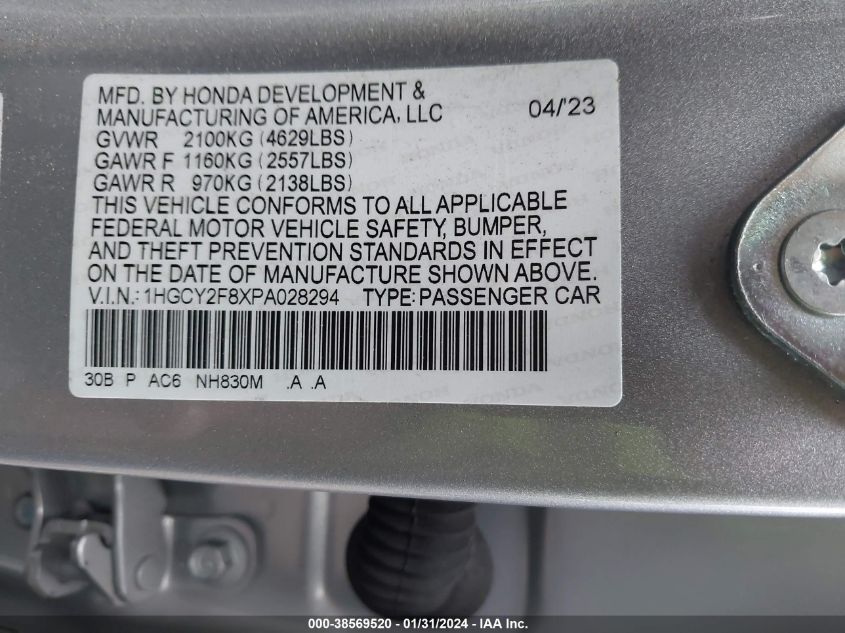 MFD. BY HONDA DEVELOPMENT &
MANUFACTURING OF AMERICA, LLC 04/'23
GVWR 2100KG (4629LBS)
GAWR F 1160KG (2557LBS)
GAWR R 970KG (2138LBS)
THIS VEHICLE CONFORMS TO ALL APPLICABLE
FEDERAL MOTOR VEHICLE SAFETY, BUMPER,
AND THEFT PREVENTION STANDARDS IN EFFECT
ON THE DATE OF MANUFACTURE SHOWN ABOVE.
V.I.N.: 1HGCY2F8XPA028294 TYPE: PASSENGER CAR
30B P AC6 NH830M .A .A
000-38569520 / 01/31/2024 - IAA Inc.